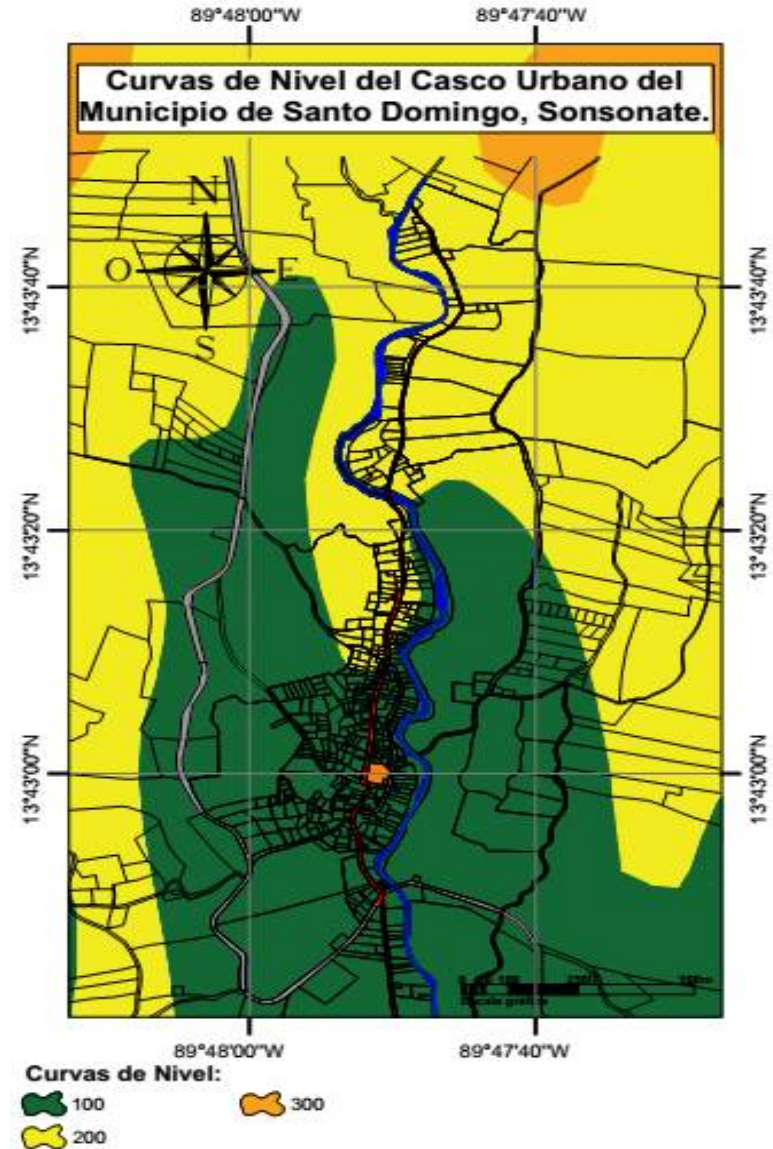 89°48'00"W 89°47'40"W
Curvas de Nivel del Casco Urbano del
Municipio de Santo Domingo, Sonsonate.
N
O E
S
13°43'40"N 13°43'40"N
13°43'20"N 13°43'20"N
13°43'00"N 13°43'00"N
Escala gráfica
89°48'00"W 89°47'40"W
Curvas de Nivel:
100 300
200